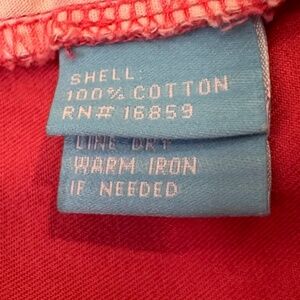 SHELL:
100% COTTON
RN# 16859
LINE DRY
WARM IRON
IF NEEDED